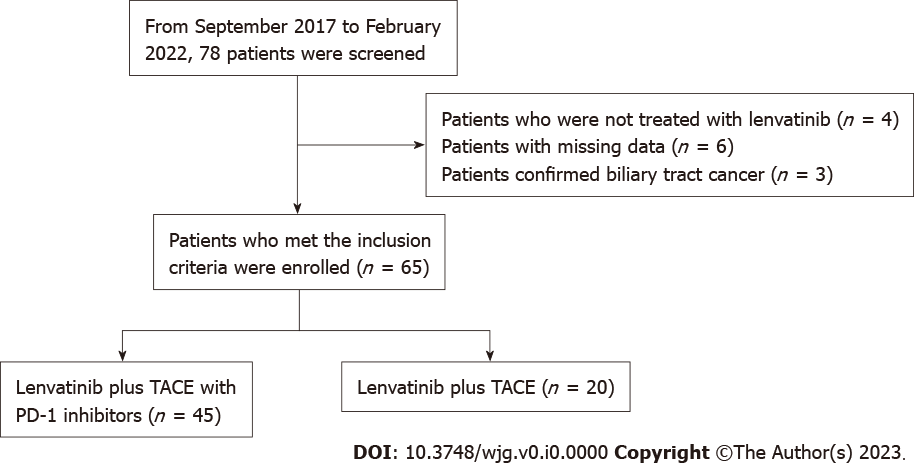 From September 2017 to February
2022, 78 patients were screened
Patients who were not treated with lenvatinib (n = 4)
Patients with missing data (n = 6)
Patients confirmed biliary tract cancer (n = 3)
Patients who met the inclusion
criteria were enrolled (n = 65)
Lenvatinib plus TACE with
PD-1 inhibitors (n = 45)
Lenvatinib plus TACE (n = 20)
DOI: 10.3748/wjg.v0.i0.0000 Copyright ©The Author(s) 2023.